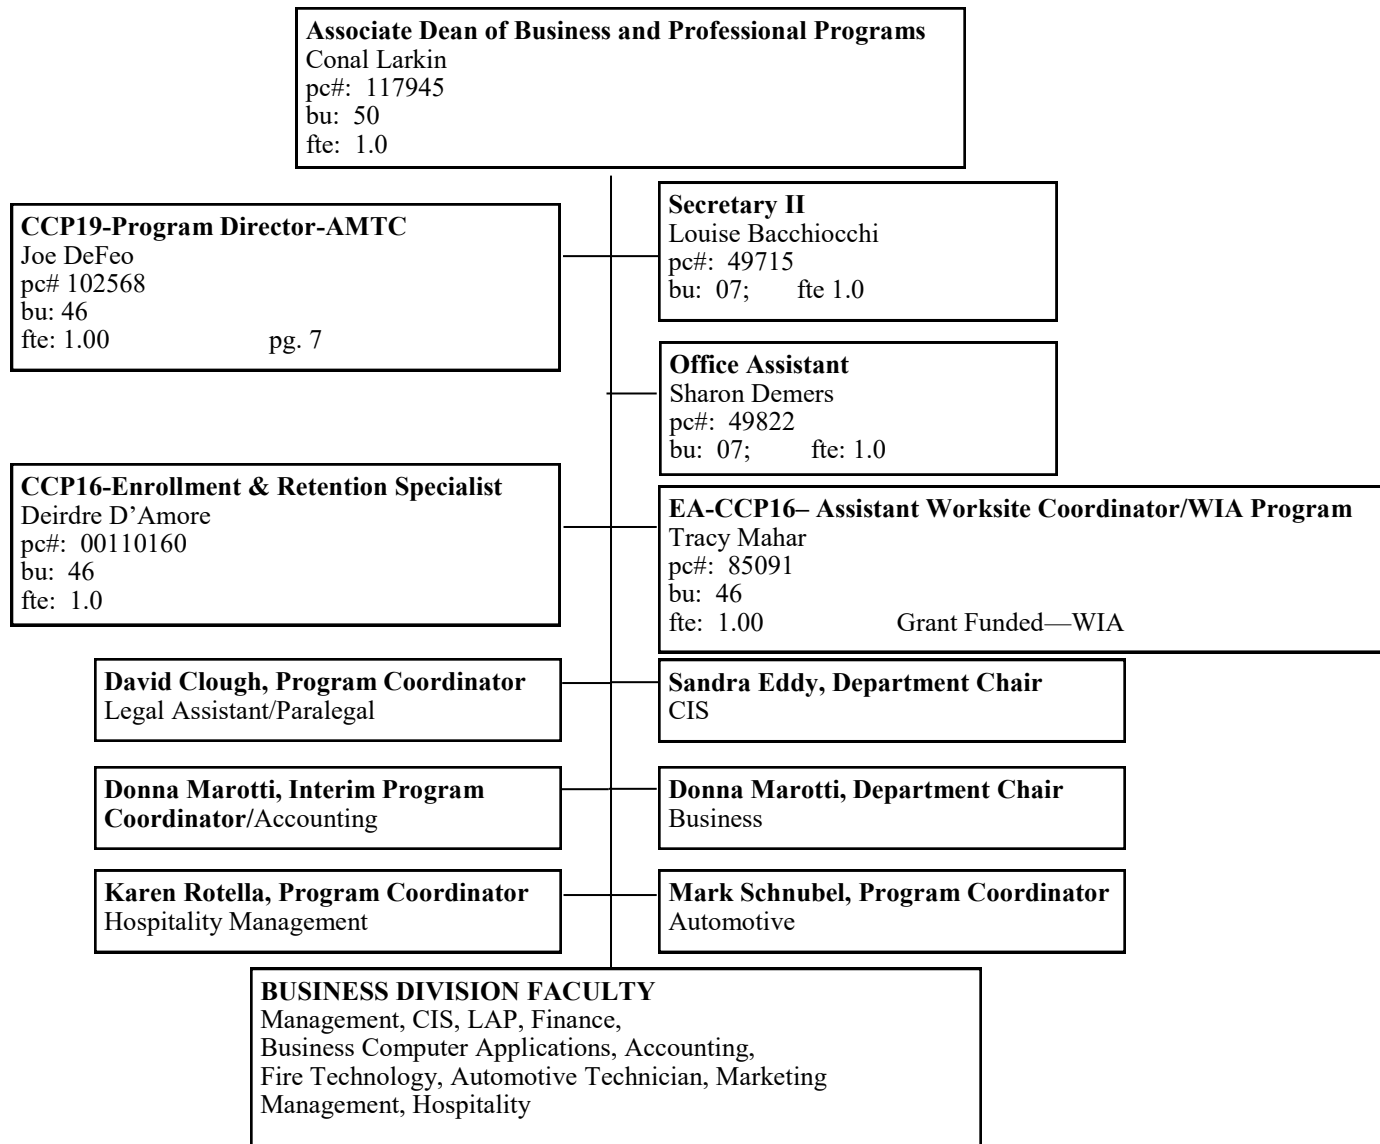 Associate Dean of Business and Professional Programs
Conal Larkin
pc#: 117945
bu: 50
fte: 1.0
CCP19-Program Director-AMTC
Joe DeFeo
pc# 102568
bu: 46
fte: 1.00 pg. 7
Secretary II
Louise Bacchiocchi
pc#: 49715
bu: 07; fte 1.0
Office Assistant
Sharon Demers
pc#: 49822
bu: 07; fte: 1.0
CCP16-Enrollment & Retention Specialist
Deirdre D’Amore
pc#: 00110160
bu: 46
fte: 1.0
EA-CCP16– Assistant Worksite Coordinator/WIA Program
Tracy Mahar
pc#: 85091
bu: 46
fte: 1.00 Grant Funded—WIA
David Clough, Program Coordinator
Legal Assistant/Paralegal
Sandra Eddy, Department Chair
CIS
Donna Marotti, Interim Program
Coordinator/Accounting
Donna Marotti, Department Chair
Business
Karen Rotella, Program Coordinator
Hospitality Management
Mark Schnubel, Program Coordinator
Automotive
BUSINESS DIVISION FACULTY
Management, CIS, LAP, Finance,
Business Computer Applications, Accounting,
Fire Technology, Automotive Technician, Marketing
Management, Hospitality